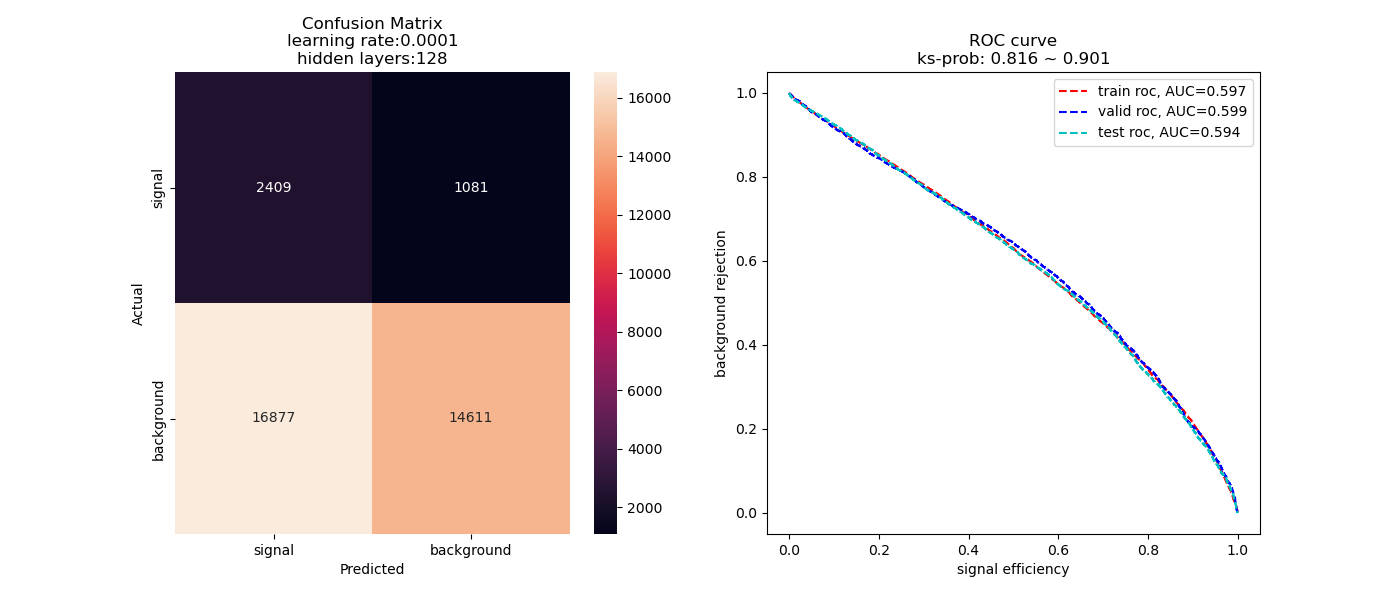 Confusion Matrix
learning rate:0.0001
hidden layers:128
signal
background
Actual
2409
1081
16877
14611
signal
background
Predicted
16000
14000
12000
10000
8000
6000
4000
2000
ROC curve
ks-prob: 0.816 ~ 0.901
train roc, AUC=0.597
valid roc, AUC=0.599
test roc, AUC=0.594
background rejection
1.0
0.8
0.6
0.4
0.2
0.0
0.0 0.2 0.4 0.6 0.8 1.0
signal efficiency